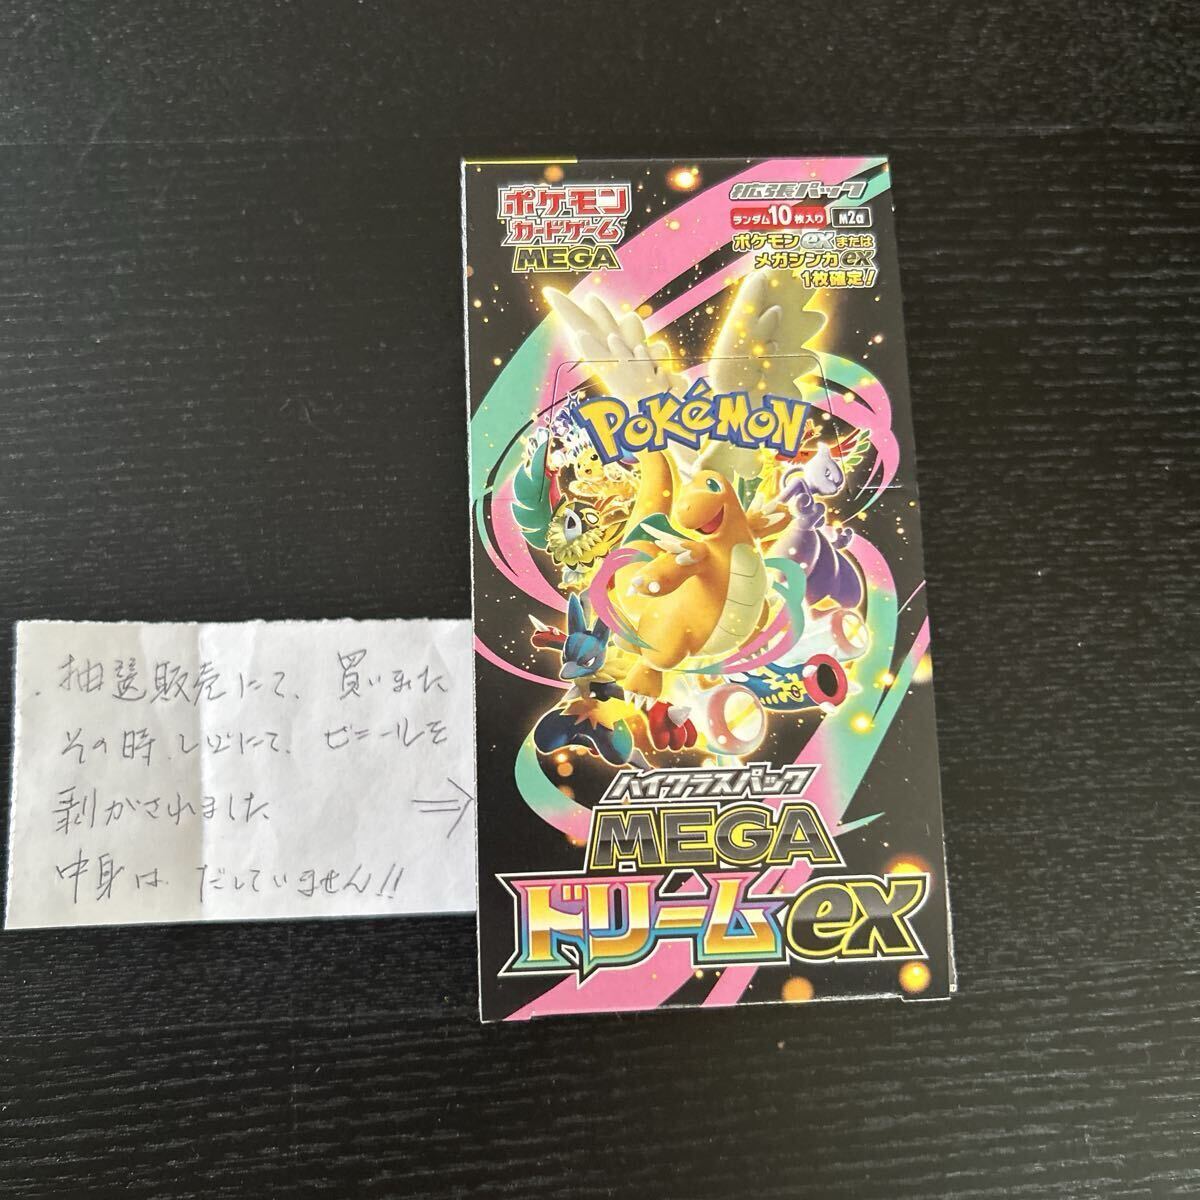 ポケモン
カードゲーム
MEGA
拡張パック
ランダム10枚入り M2a
ポケモンexまたは
メガシンカex
1枚確定!
POKéMON
ハイクラスパック
MEGA
ドリームex
抽選販売にて、買いました
その時、レジにて、ビニールを
剥がされました ⇒
中身は、だしていません!!